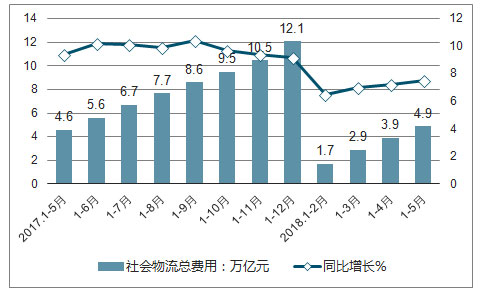 14
12
10
8
6
4
2
0
12
10
8
6
4
2
0
4.6
5.6
6.7
7.7
8.6
9.5
10.5
12.1
1.7
2.9
3.9
4.9
2017.1-5月
1-6月
1-7月
1-8月
1-9月
1-10月
1-11月
1-12月
2018.1-2月
1-3月
1-4月
1-5月
社会物流总费用：万亿元
同比增长%